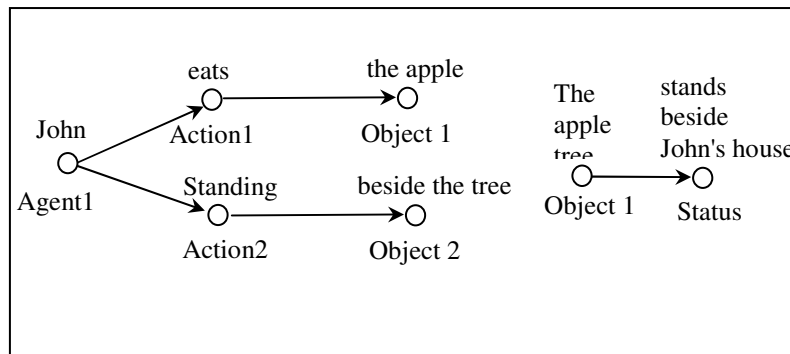 eats
the apple
Action1
Object 1
John
Agent1
Standing
beside the tree
Action2
Object 2
The
apple
tree
stands
beside
John's house
Object 1
Status